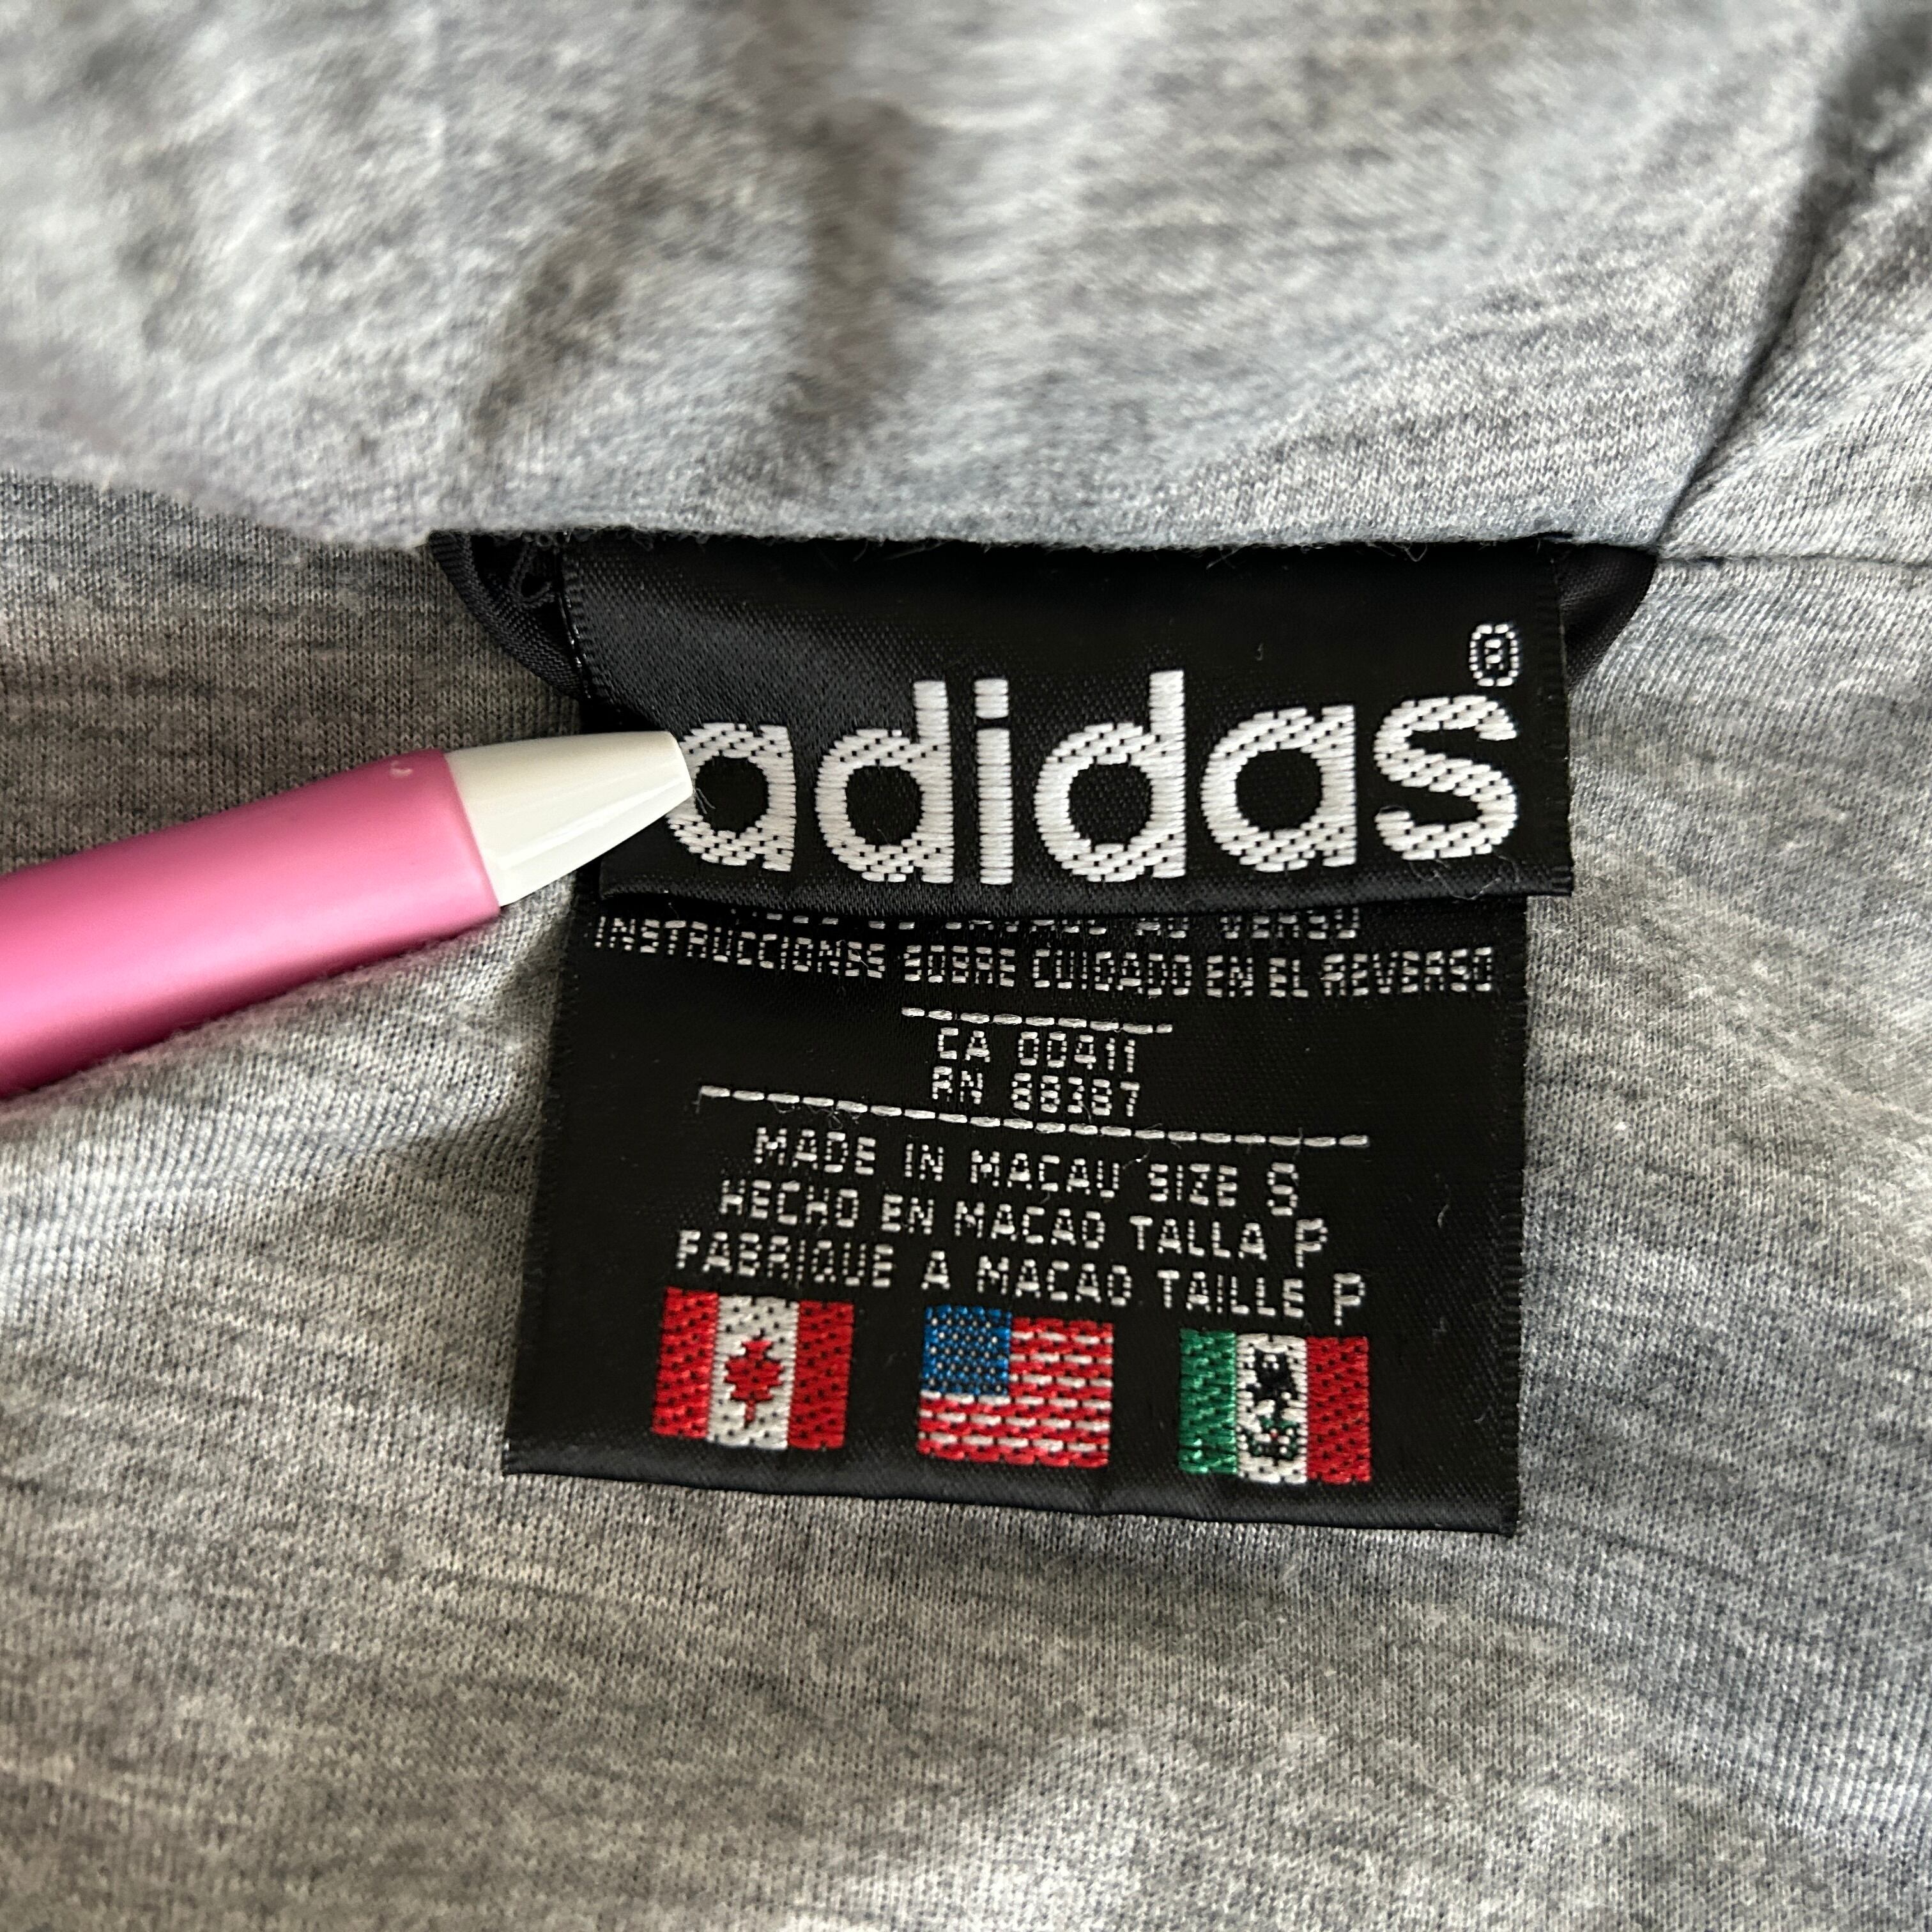 adidas®
INSTRUCCIONES SOBRE CUIDADO EN EL REVERSO
CA 00411
RN 88387
MADE IN MACAU SIZE S
HECHO EN MACAO TALLA P
FABRIQUE A MACAO TAILLE P